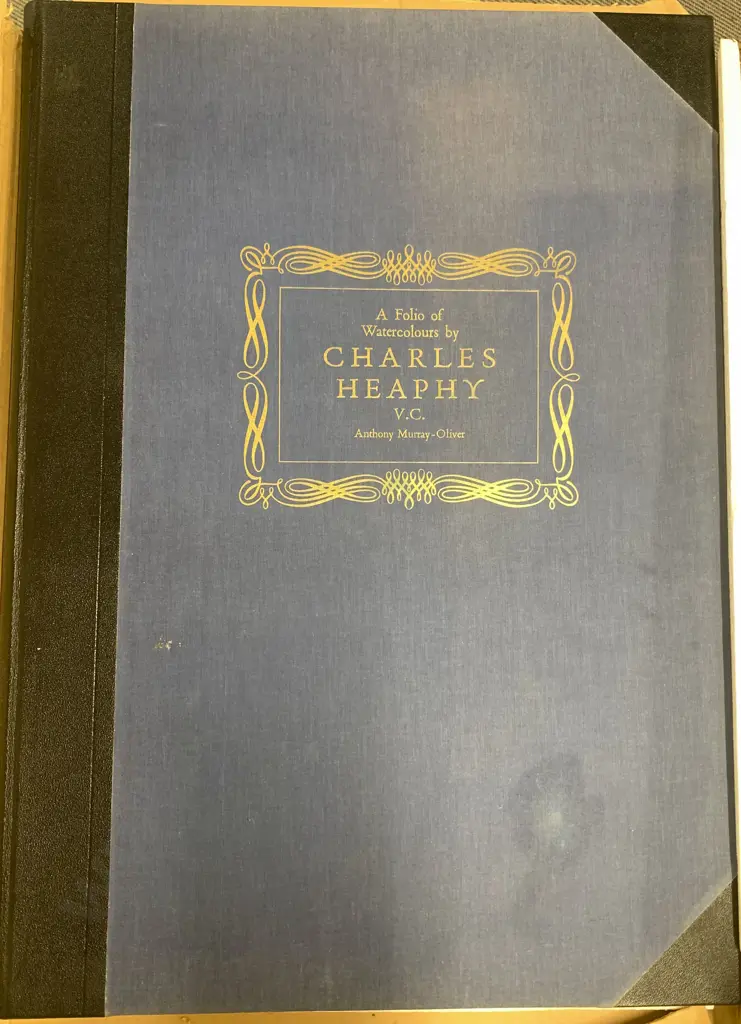 A Folio of
Watercolours by
CHARLES
HEAPHY
V.C.
Anthony Murray-Oliver